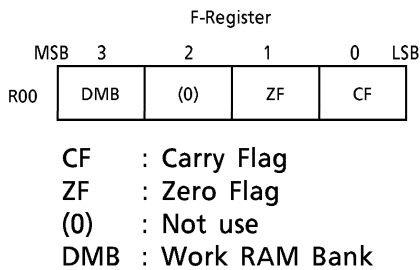 F-Register
MSB 3 2 1 0 LSB
R00 DMB (0) ZF CF
CF : Carry Flag
ZF : Zero Flag
(0) : Not use
DMB : Work RAM Bank